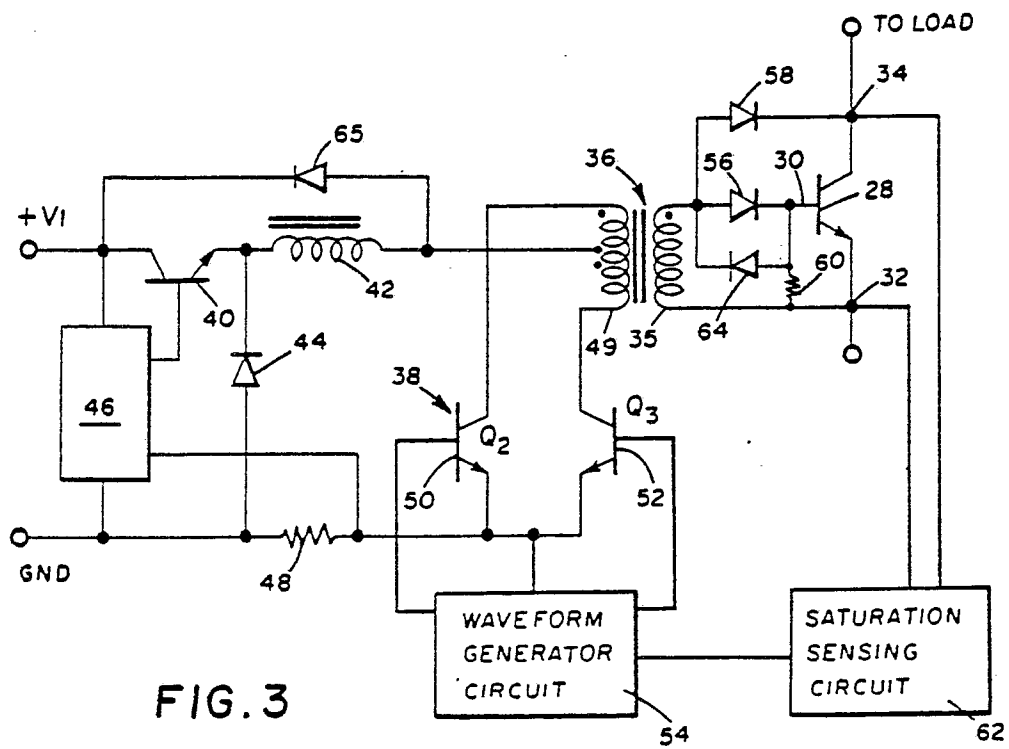 TO LOAD
58
34
65
36
56
30
28
+V1
42
40
60
32
44
49
35
64
38
Q3
46
Q2
50
52
GND
48
WAVEFORM
GENERATOR
CIRCUIT
SATURATION
SENSING
CIRCUIT
FIG. 3
54
62